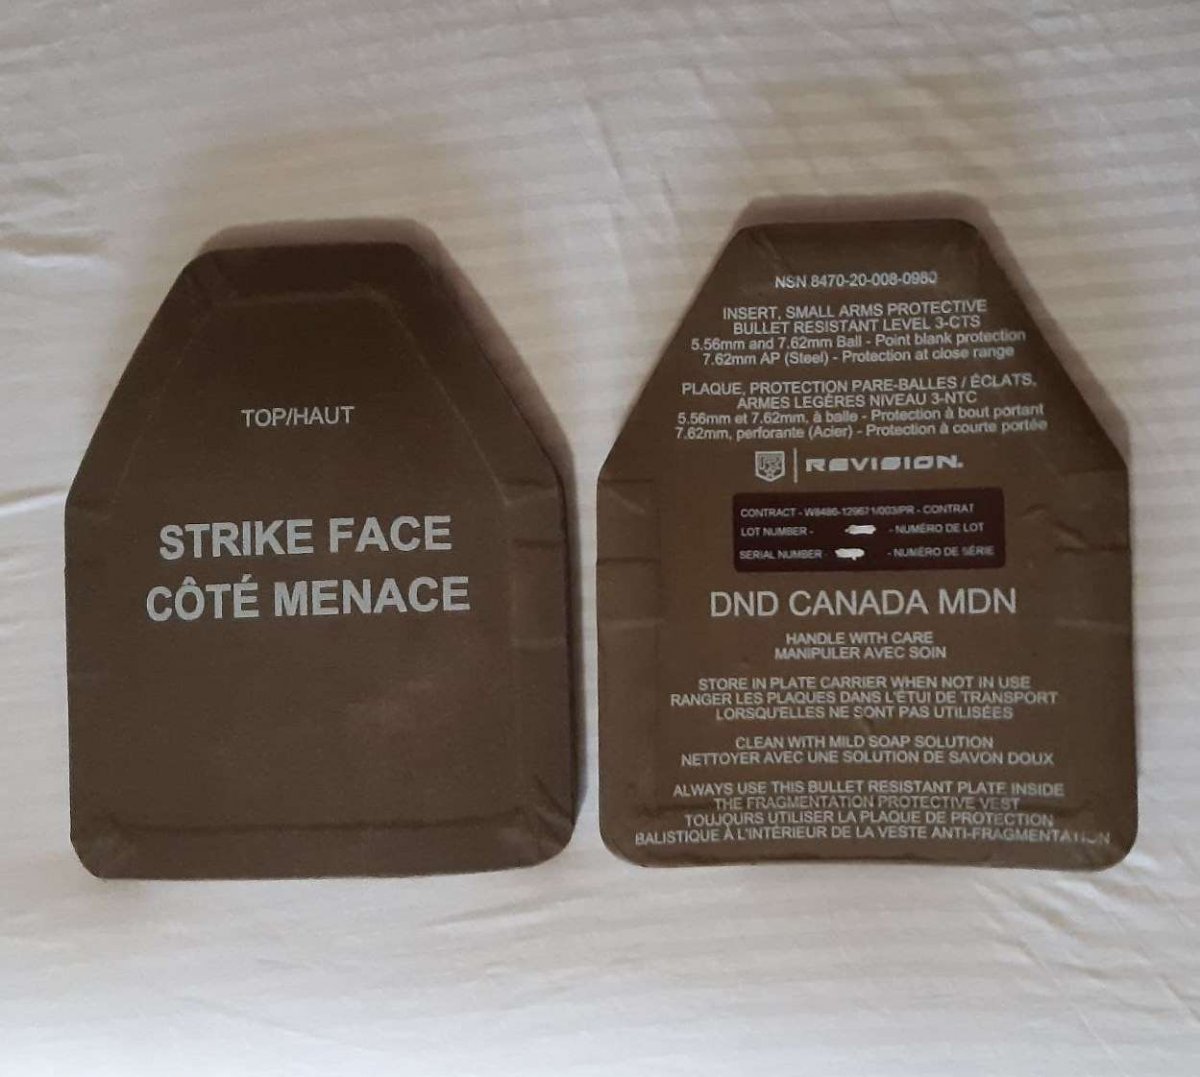 TOP/HAUT
STRIKE FACE
CÔTÉ MENACE
NSN 8470-20-008-0980
INSERT, SMALL ARMS PROTECTIVE
BULLET RESISTANT LEVEL 3-CTS
5.56mm and 7.62mm Ball - Point blank protection
7.62mm AP (Steel) - Protection at close range
PLAQUE, PROTECTION PARE-BALLES / ÉCLATS,
ARMES LEGÈRES NIVEAU 3-NTC
5.56mm et 7.62mm, à balle - Protection à bout portant
7.62mm, perforante (Acier) - Protection à courte portée
REVISION.
CONTRACT - W8486-129671/003/PR - CONTRAT
LOT NUMBER - - NUMÉRO DE LOT
SERIAL NUMBER - - NUMÉRO DE SÉRIE
DND CANADA MDN
HANDLE WITH CARE
MANIPULER AVEC SOIN
STORE IN PLATE CARRIER WHEN NOT IN USE
RANGER LES PLAQUES DANS L'ÉTUI DE TRANSPORT
LORSQU'ELLES NE SONT PAS UTILISÉES
CLEAN WITH MILD SOAP SOLUTION
NETTOYER AVEC UNE SOLUTION DE SAVON DOUX
ALWAYS USE THIS BULLET RESISTANT PLATE INSIDE
THE FRAGMENTATION PROTECTIVE VEST
TOUJOURS UTILISER LA PLAQUE DE PROTECTION
BALISTIQUE À L'INTÉRIEUR DE LA VESTE ANTI-FRAGMENTATION